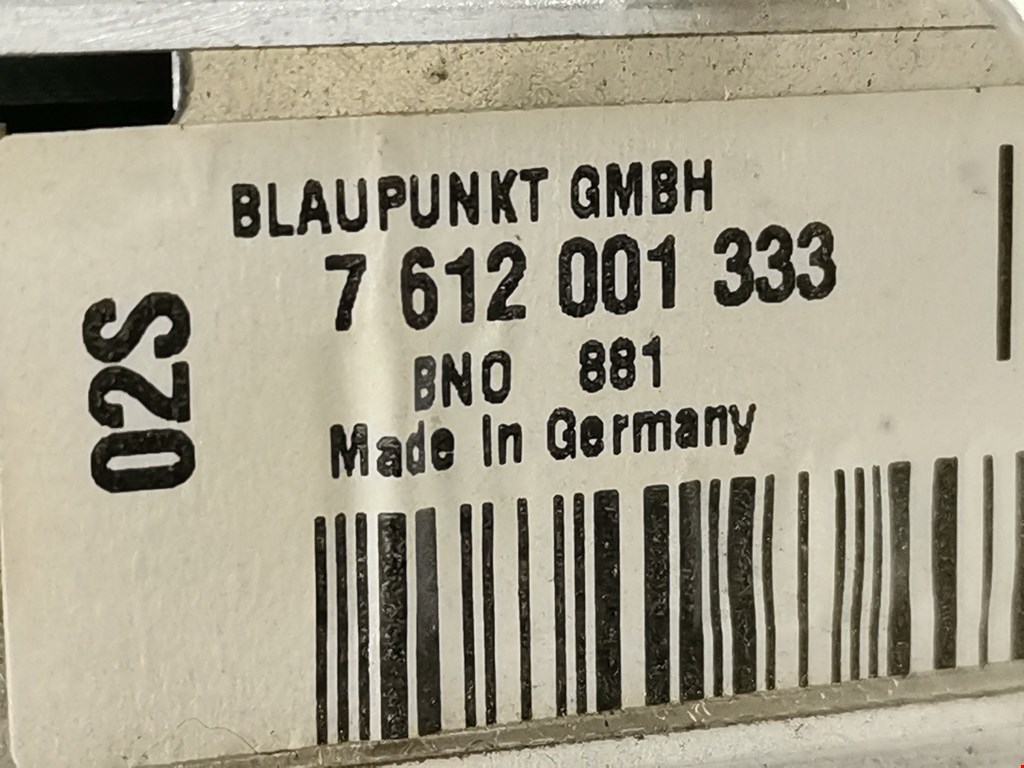 BLAUPUNKT GMBH
7 612 001 333
BNO 881
Made In Germany
02S